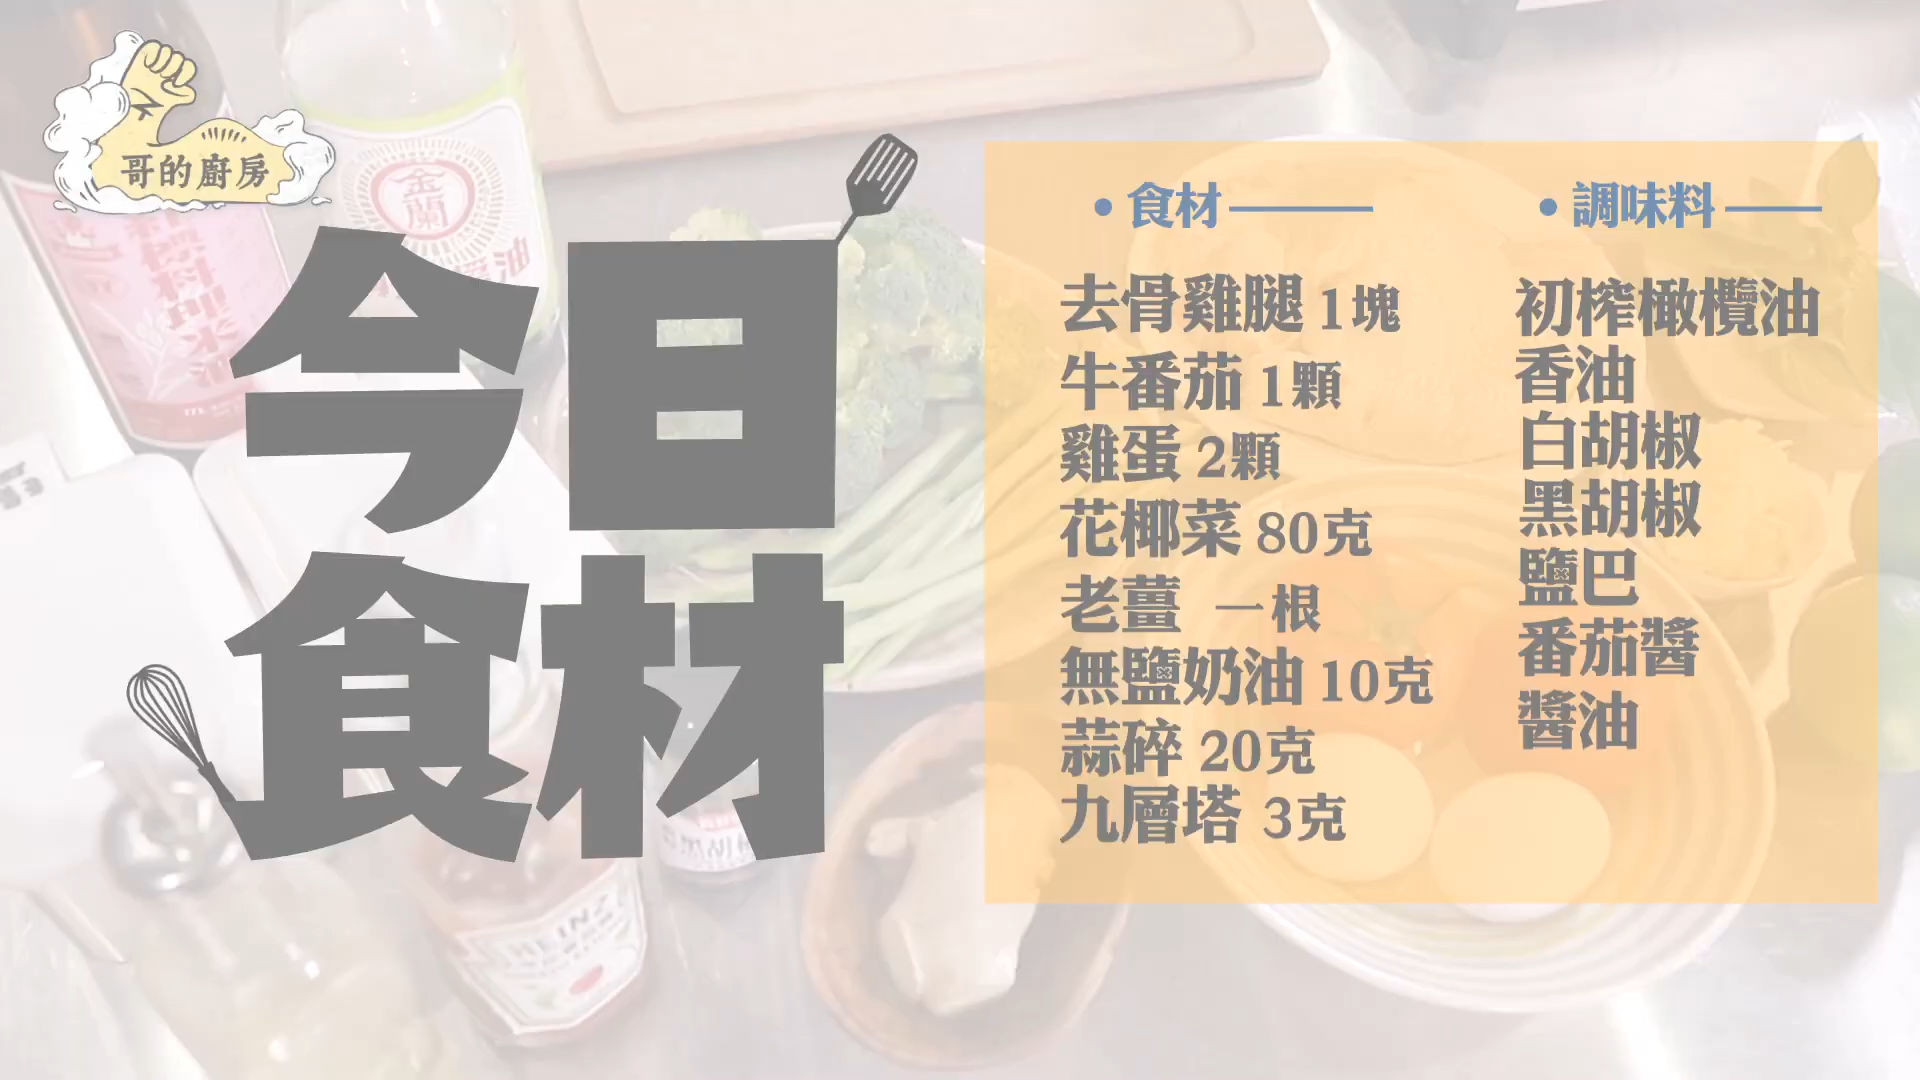 哥的廚房
今日
食材
• 食材
去骨雞腿 1塊
牛番茄 1顆
雞蛋 2顆
花椰菜 80克
老薑 一根
無鹽奶油 10克
蒜碎 20克
九層塔 3克
• 調味料
初榨橄欖油
香油
白胡椒
黑胡椒
鹽巴
番茄醬
醬油
金蘭
HEINZ